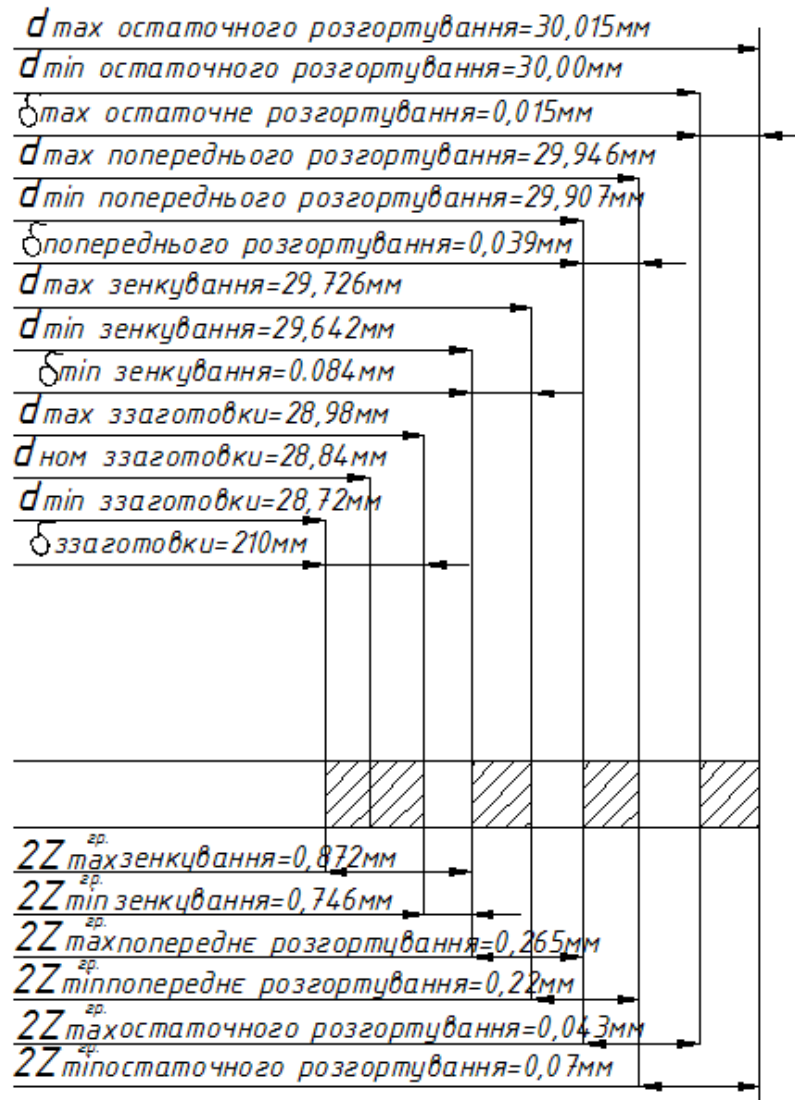 d max остаточного розгортування=30,015мм
d min остаточного розгортування=30,00мм
δ max остаточне розгортування=0,015мм
d max попереднього розгортування=29,946мм
d min попереднього розгортування=29,907мм
δ попереднього розгортування=0,039мм
d max зенкування=29,726мм
d min зенкування=29,642мм
δ min зенкування=0.084мм
d max ззаготовки=28,98мм
d ном ззаготовки=28,84мм
d min ззаготовки=28,72мм
δ ззаготовки=210мм
2Z гр. max зенкування=0,872мм
2Z гр. min зенкування=0,746мм
2Z гр. max попереднє розгортування=0,265мм
2Z гр. min попереднє розгортування=0,22мм
2Z гр. max остаточного розгортування=0,043мм
2Z гр. min остаточного розгортування=0,07мм